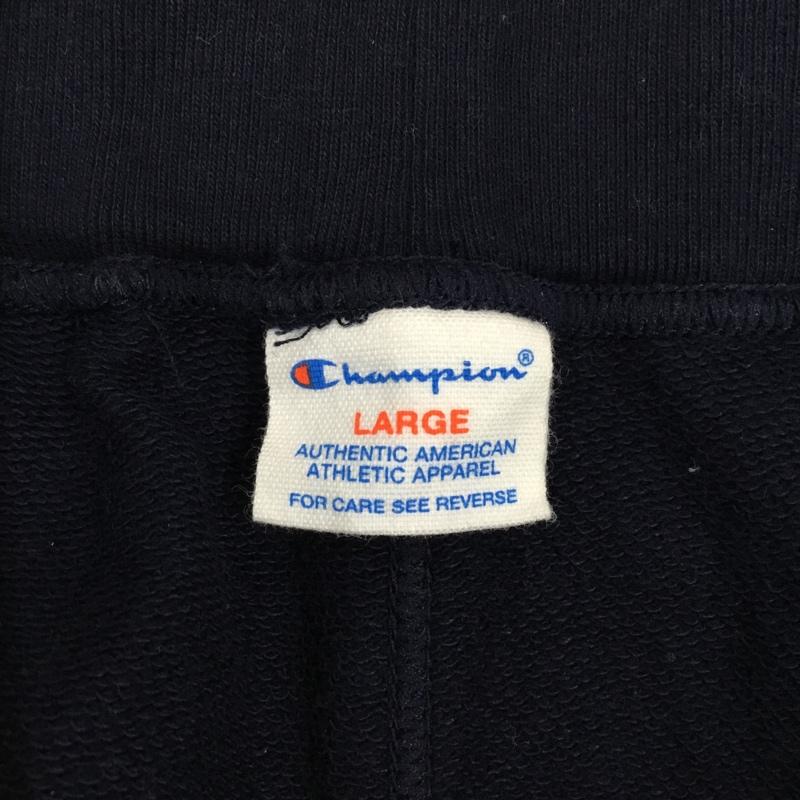 Champion®
LARGE
AUTHENTIC AMERICAN
ATHLETIC APPAREL
FOR CARE SEE REVERSE